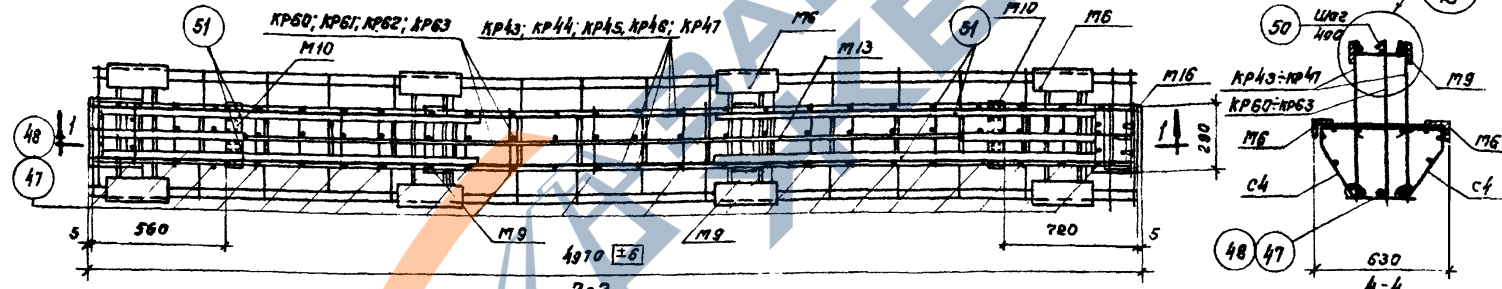 51
КР60; КР61; КР62; КР63
КР43; КР44; КР45, КР46; КР47
М6
51
М10
М6
М10
М13
М16
1
48
47
1
280
5
560
М9
М9
720
5
4970 ±6
50
Шаг
400
КР43÷КР47
КР60÷КР63
М9
М6
М6
С4
С4
48
47
630
4-4